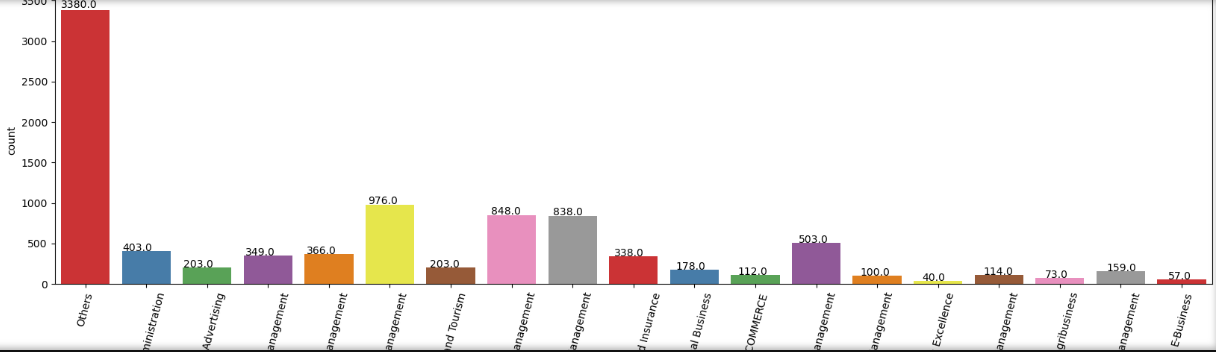 3500
3000
2500
2000
1500
1000
500
0
count
3380.0
403.0
203.0
349.0
366.0
976.0
203.0
848.0
838.0
338.0
178.0
112.0
503.0
100.0
40.0
114.0
73.0
159.0
57.0
Others
ministration
Advertising
anagement
anagement
anagement
nd Tourism
anagement
anagement
d Insurance
al Business
COMMERCE
anagement
anagement
Excellence
anagement
gribusiness
anagement
E-Business